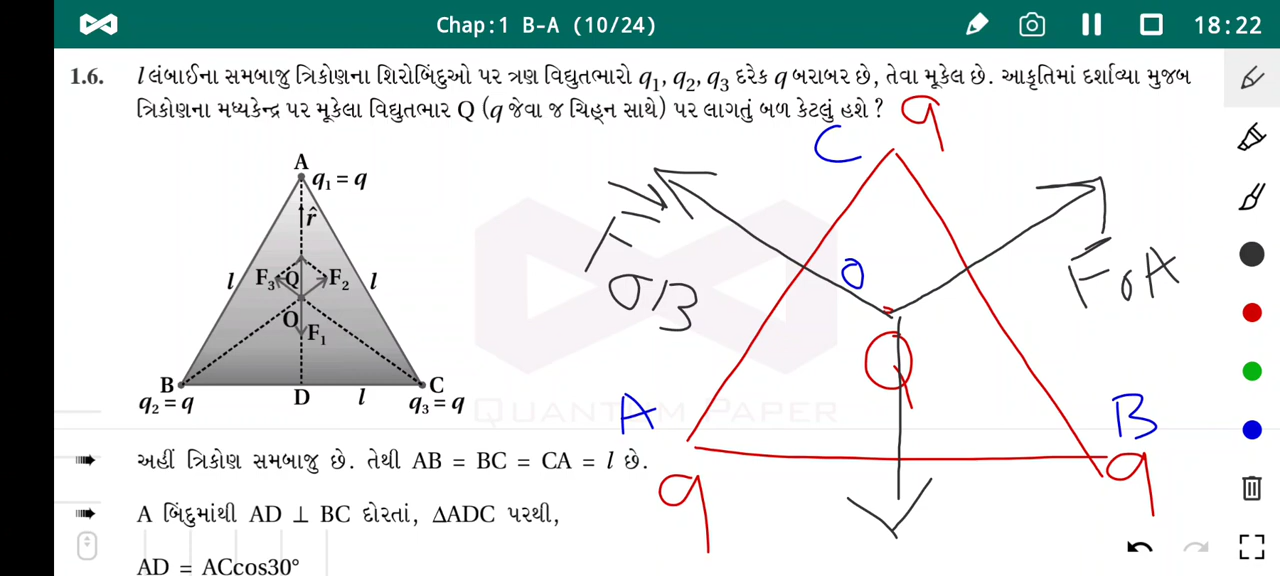 Chap:1 B-A (10/24)
18:22
1.6. l લંબાઈના સમબાજુ ત્રિકોણના શિરોબિંદુઓ પર ત્રણ વિદ્યુતભારો q₁, q₂, q₃ દરેક q બરાબર છે, તેવા મૂકેલ છે. આકૃતિમાં દર્શાવ્યા મુજબ
ત્રિકોણના મધ્યકેન્દ્ર પર મૂકેલા વિદ્યુતભાર Q (q જેવા જ ચિહ્ન સાથે) પર લાગતું બળ કેટલું હશે ?
A
q₁ = q
r̂
l
F₃
Q
F₂
l
O
F₁
B
q₂ = q
D
l
C
q₃ = q
C
q
F
OB
O
FOA
Q
A
q
B
q
QUANTUM PAPER
અહીં ત્રિકોણ સમબાજુ છે. તેથી AB = BC = CA = l છે.
A બિંદુમાંથી AD ⊥ BC દોરતાં, ΔADC પરથી,
AD = ACcos30°